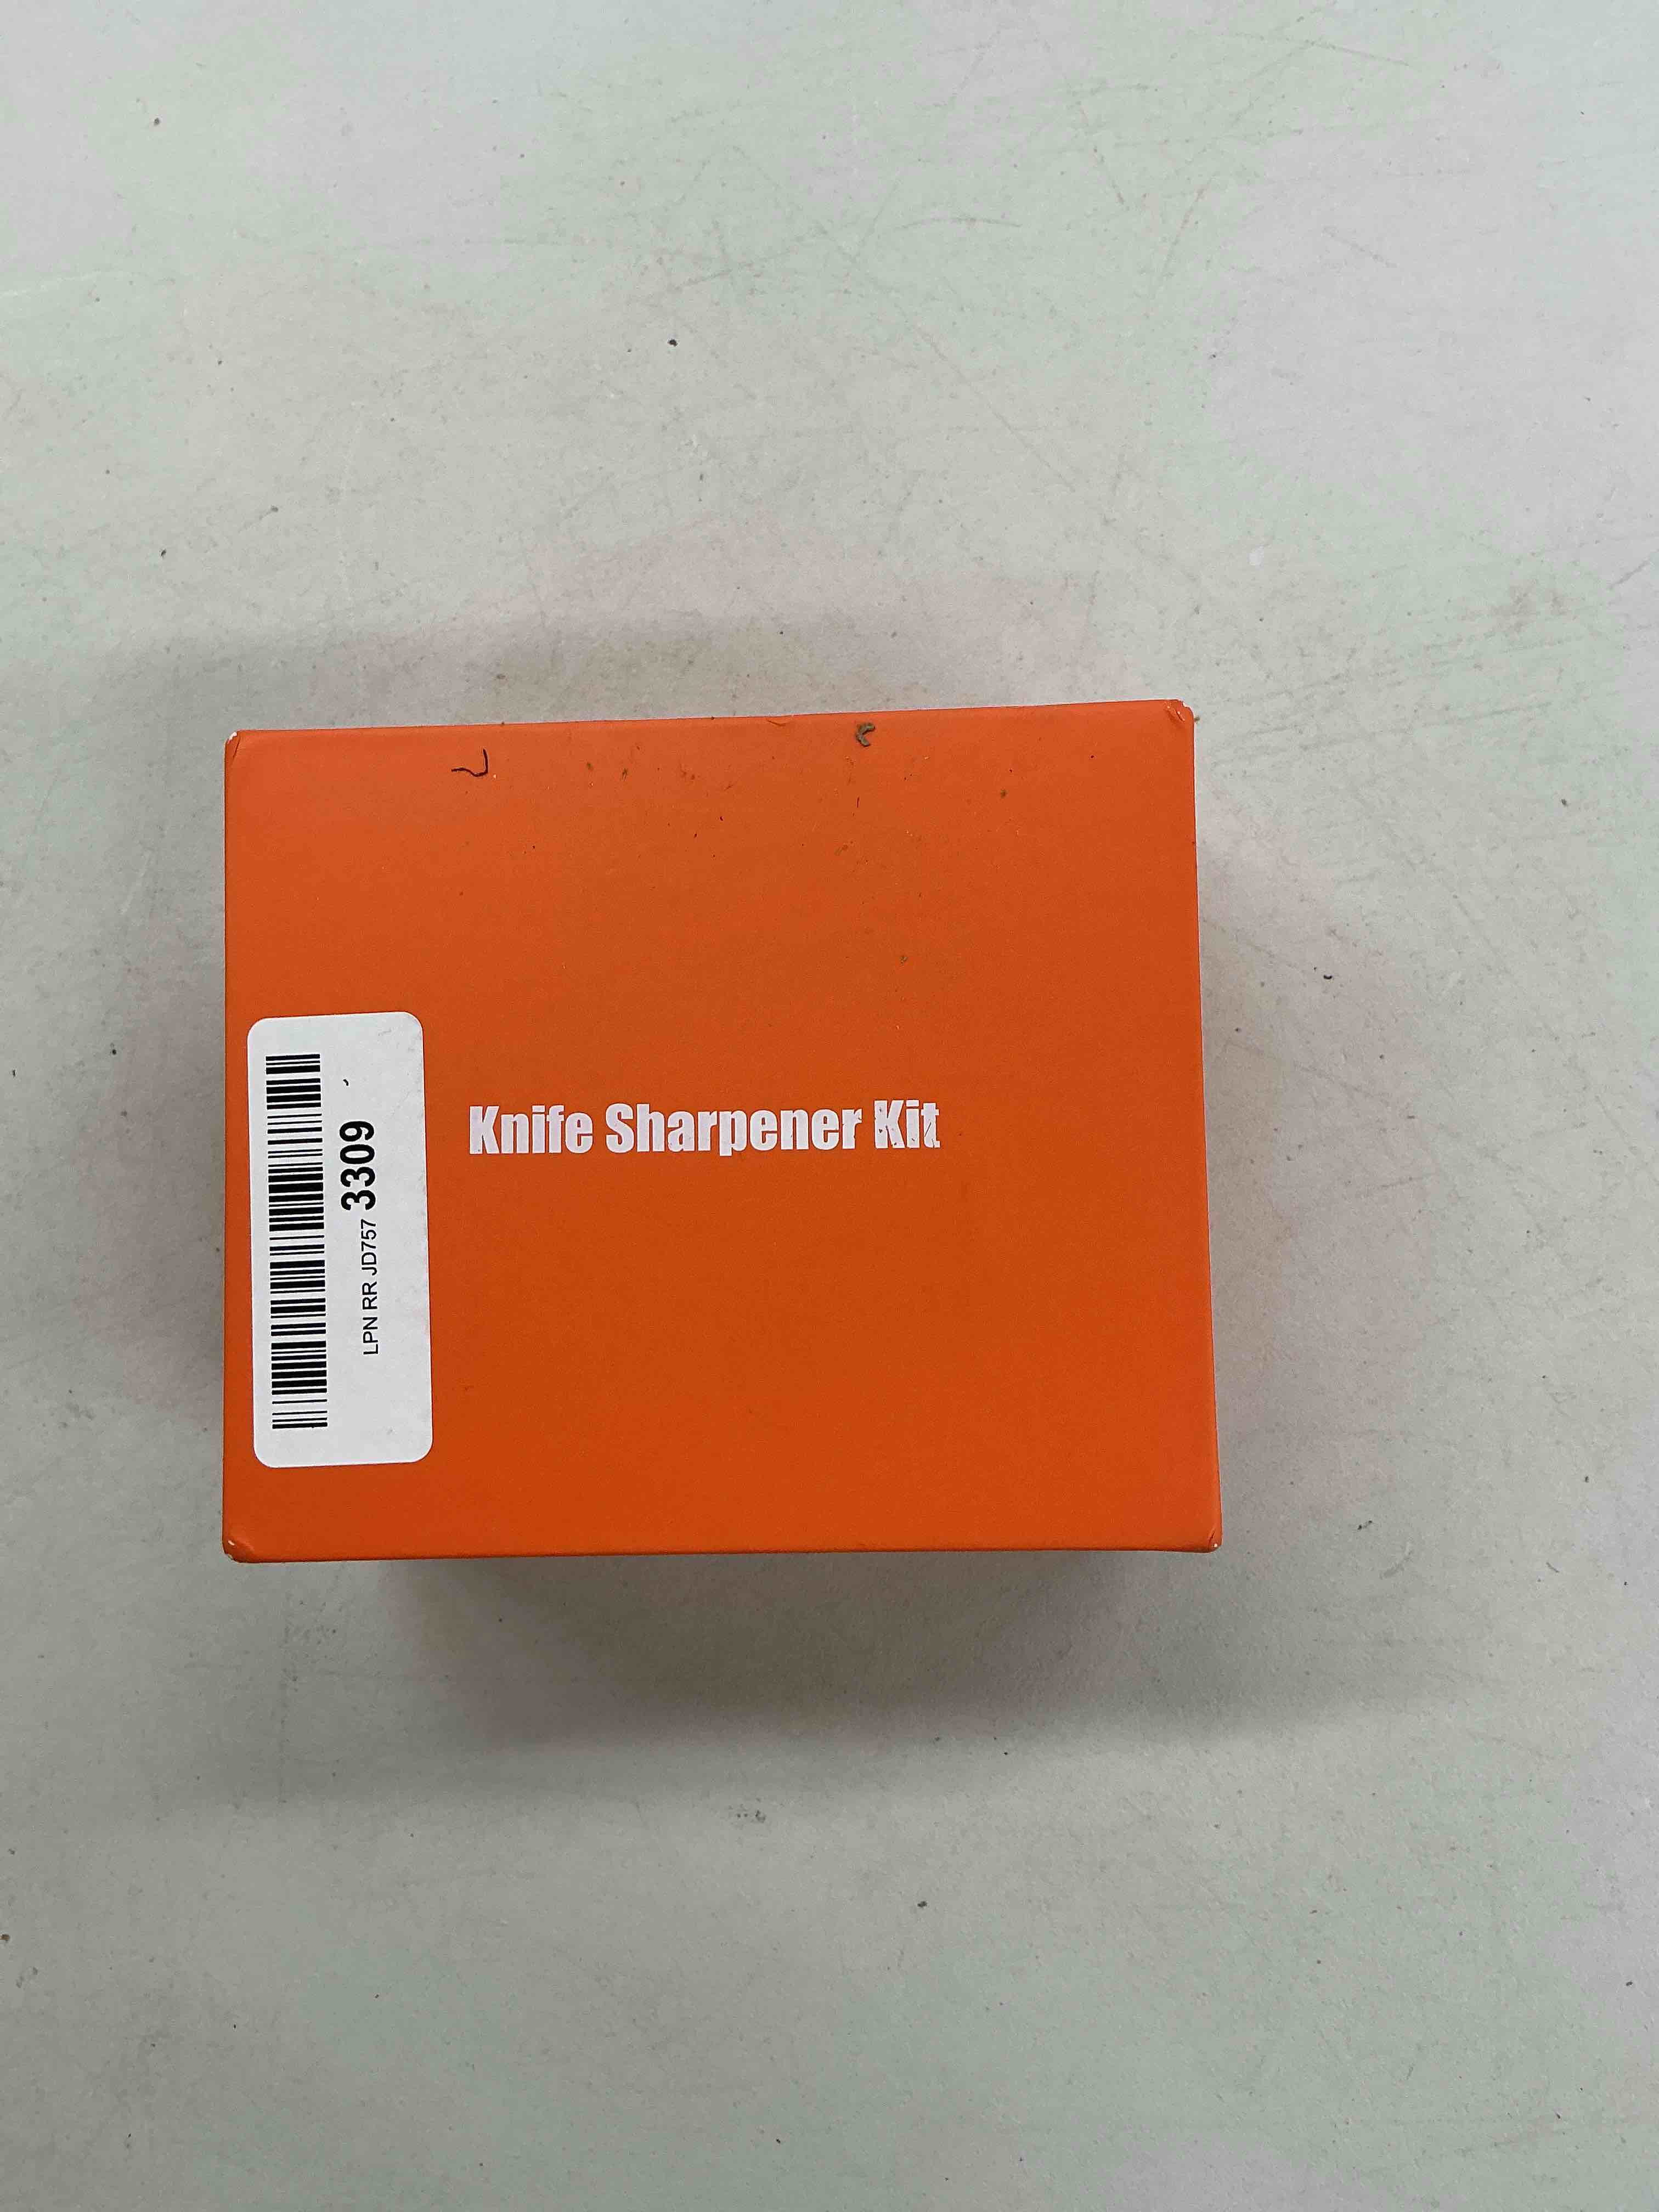 Knife Sharpener Kit
LPN RR JD757 3309